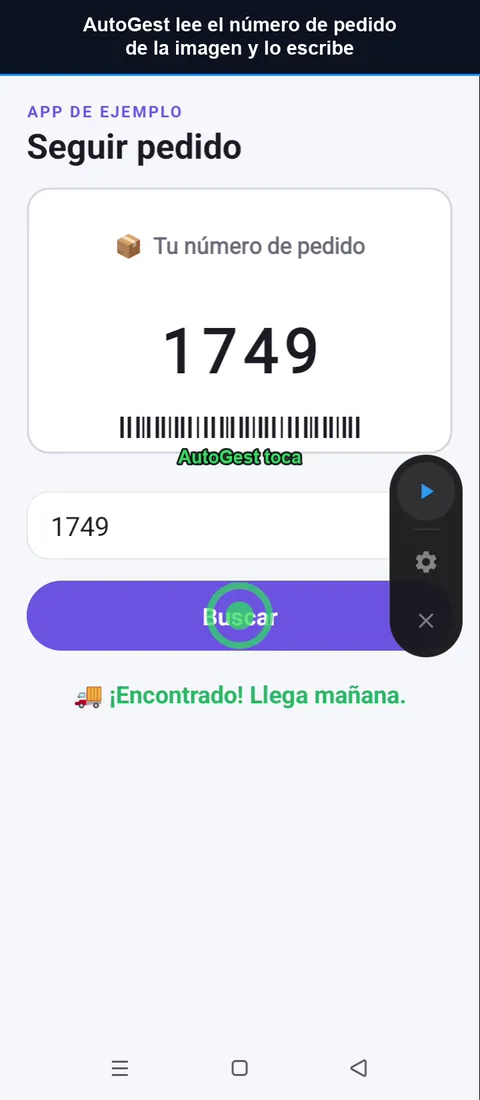 AutoGest lee el número de pedido
de la imagen y lo escribe
APP DE EJEMPLO
Seguir pedido
Tu número de pedido
1749
AutoGest toca
1749
Buscar
¡Encontrado! Llega mañana.